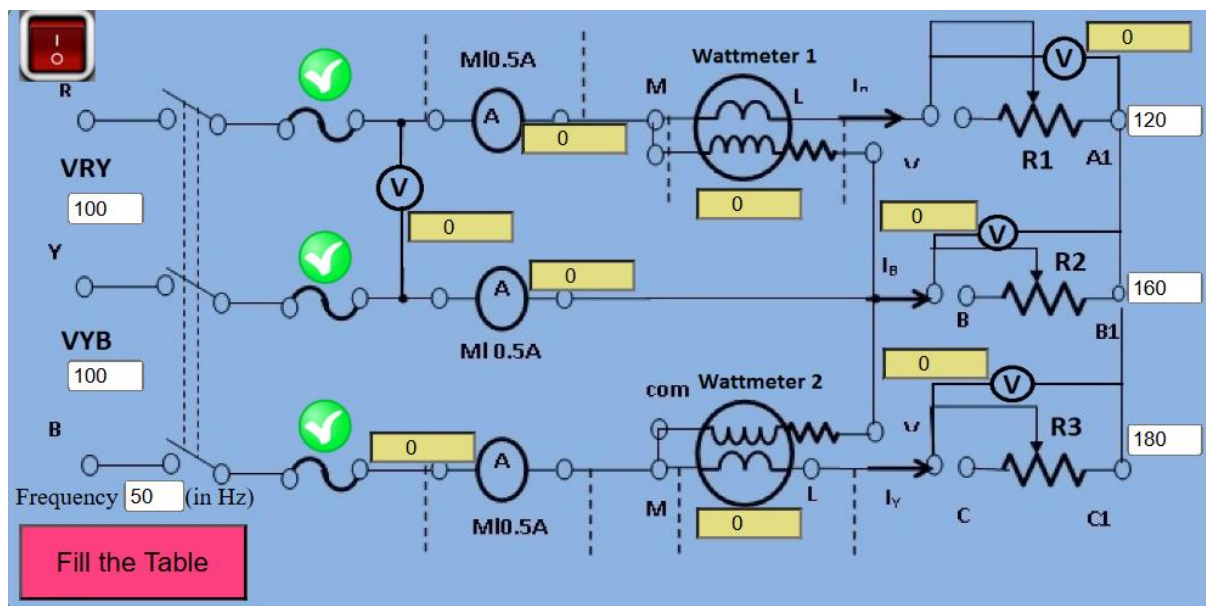 I
O
V
0
MI0.5A
Wattmeter 1
R
M
L
A
0
120
R1
A1
VRY
100
V
0
0
0
V
Y
A
0
R2
160
B
B1
VYB
100
MI 0.5A
0
V
com
Wattmeter 2
B
0
A
R3
180
Frequency 50 (in Hz)
M
L
C
C1
0
MI0.5A
Fill the Table